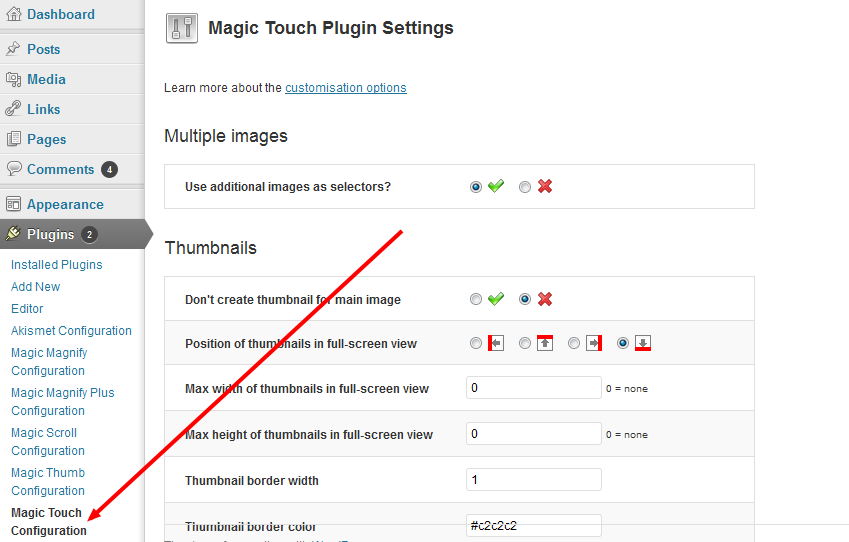 Dashboard
Posts
Media
Links
Pages
Comments 4
Appearance
Plugins 2
Installed Plugins
Add New
Editor
Akismet Configuration
Magic Magnify
Configuration
Magic Magnify Plus
Configuration
Magic Scroll
Configuration
Magic Thumb
Configuration
Magic Touch
Configuration
Magic Touch Plugin Settings
Learn more about the customisation options
Multiple images
Use additional images as selectors?
Thumbnails
Don't create thumbnail for main image
Position of thumbnails in full-screen view
Max width of thumbnails in full-screen view 0 0 = none
Max height of thumbnails in full-screen view 0 0 = none
Thumbnail border width 1
Thumbnail border color #c2c2c2